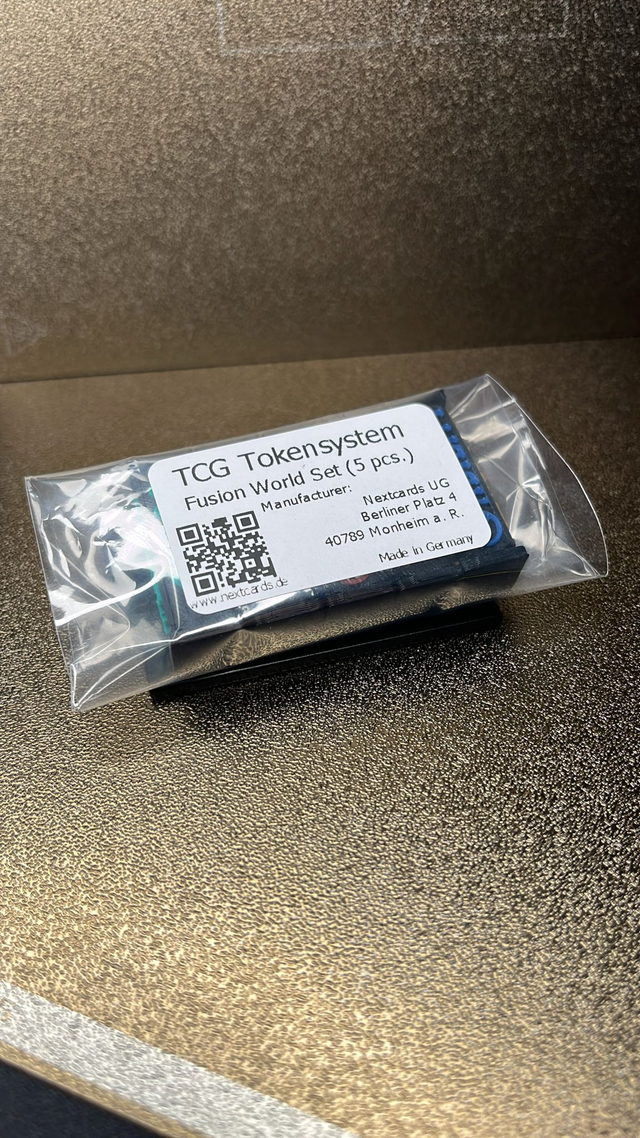 TCG Tokensystem
Fusion World Set (5 pcs.)
Manufacturer:
Nextcards UG
Berliner Platz 4
40789 Monheim a. R.
Made in Germany
www.nextcards.de